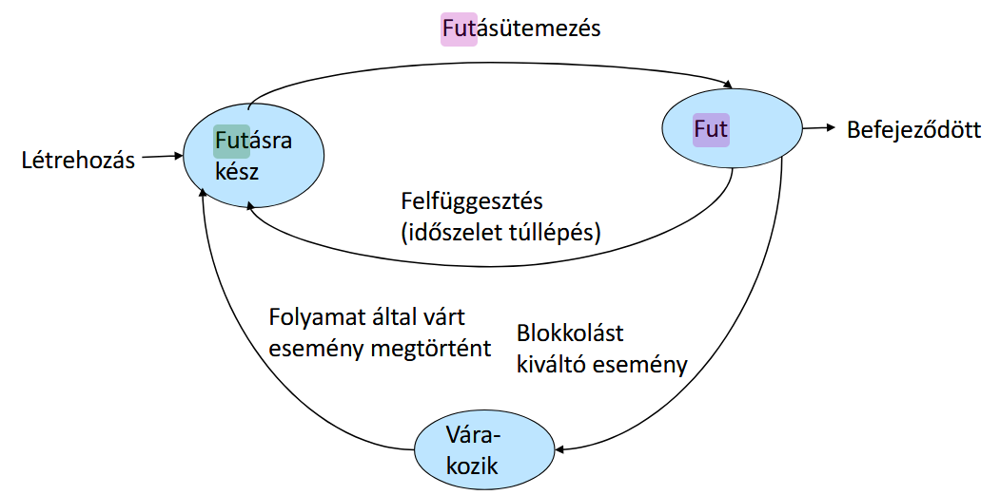 Futásütemezés
Futásra
kész
Fut
Befejeződött
Létrehozás
Felfüggesztés
(időszelet túllépés)
Folyamat által várt
esemény megtörtént
Blokkolást
kiváltó esemény
Vára-
kozik